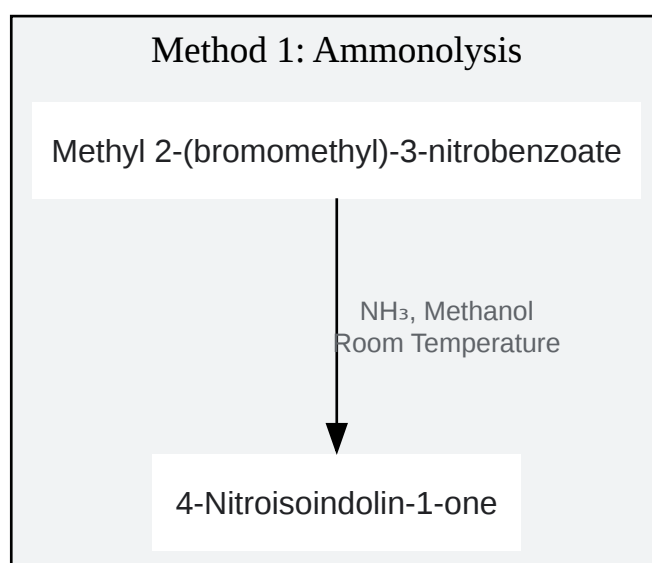 Method 1: Ammonolysis
Methyl 2-(bromomethyl)-3-nitrobenzoate
NH₃, Methanol
Room Temperature
4-Nitroisoindolin-1-one